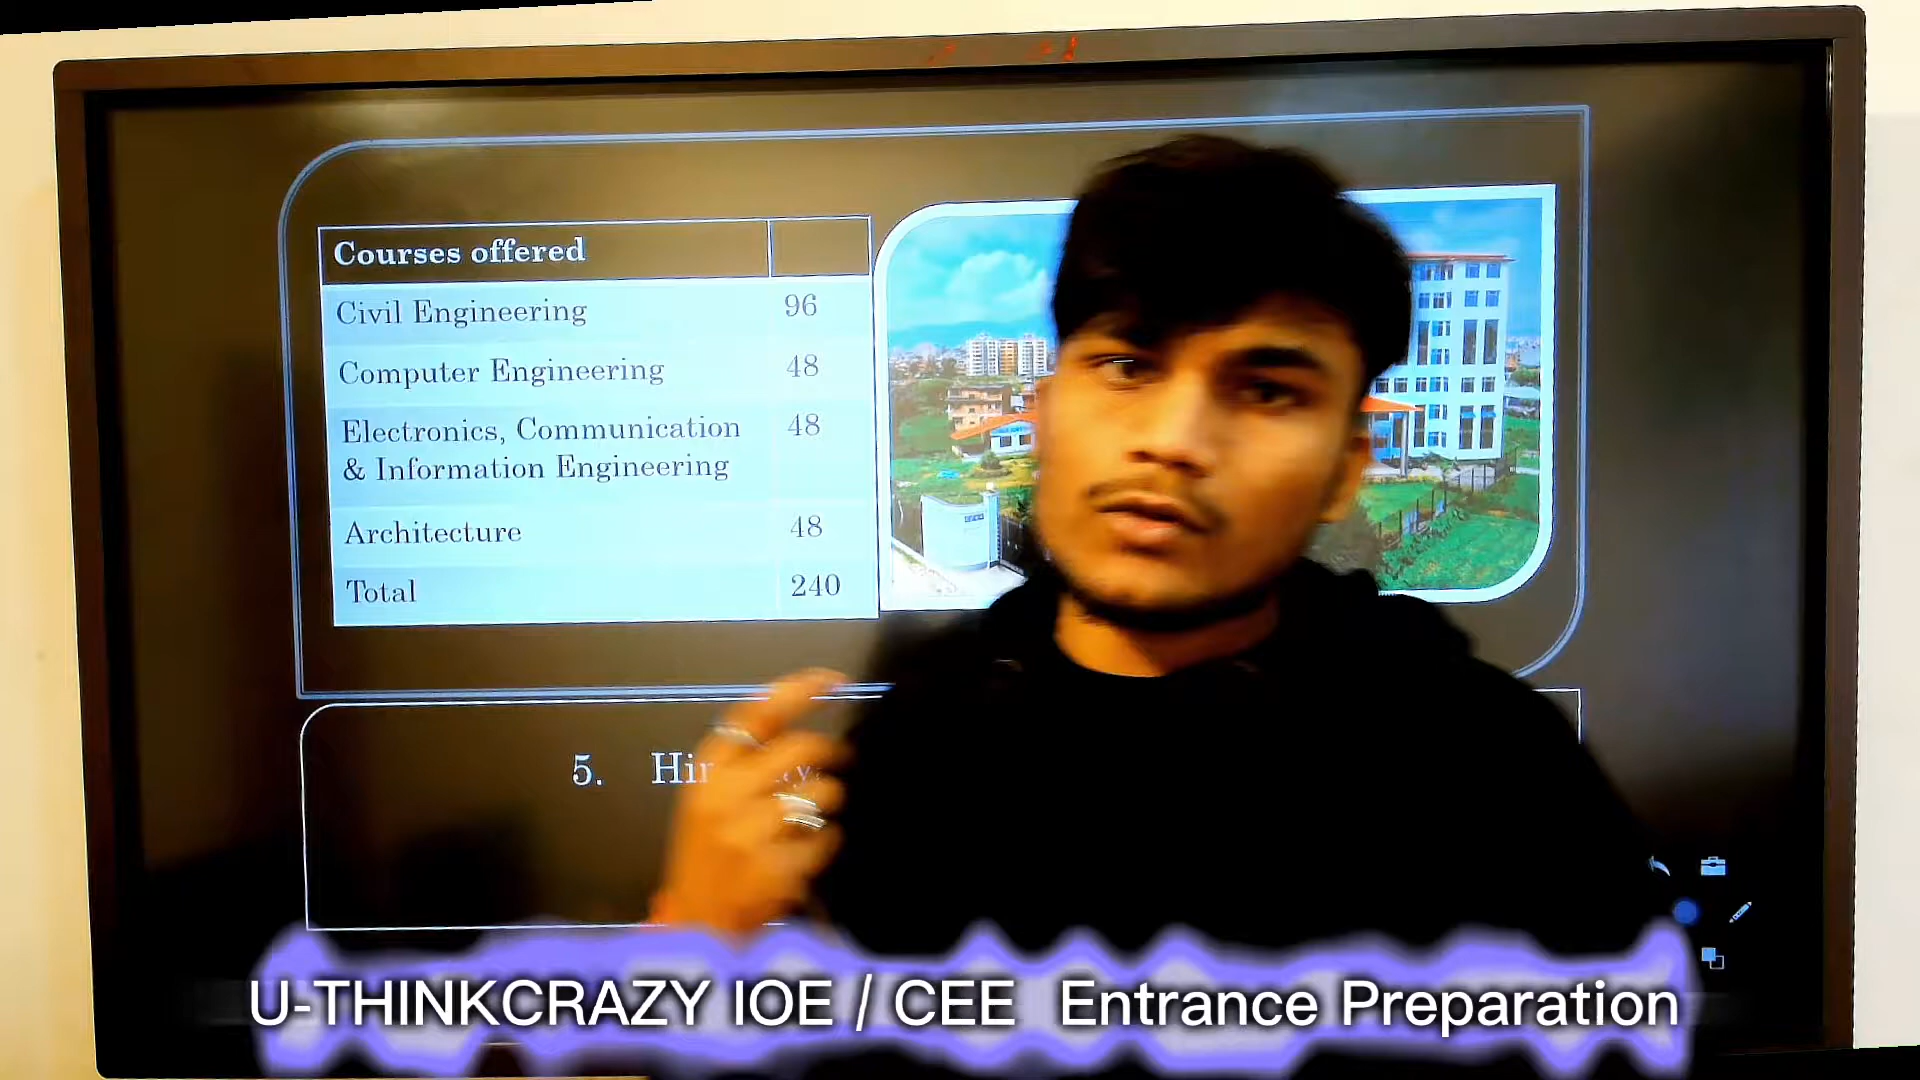 Courses offered
Civil Engineering 96
Computer Engineering 48
Electronics, Communication 48
& Information Engineering
Architecture 48
Total 240
5.
U-THINKCRAZY IOE / CEE Entrance Preparation